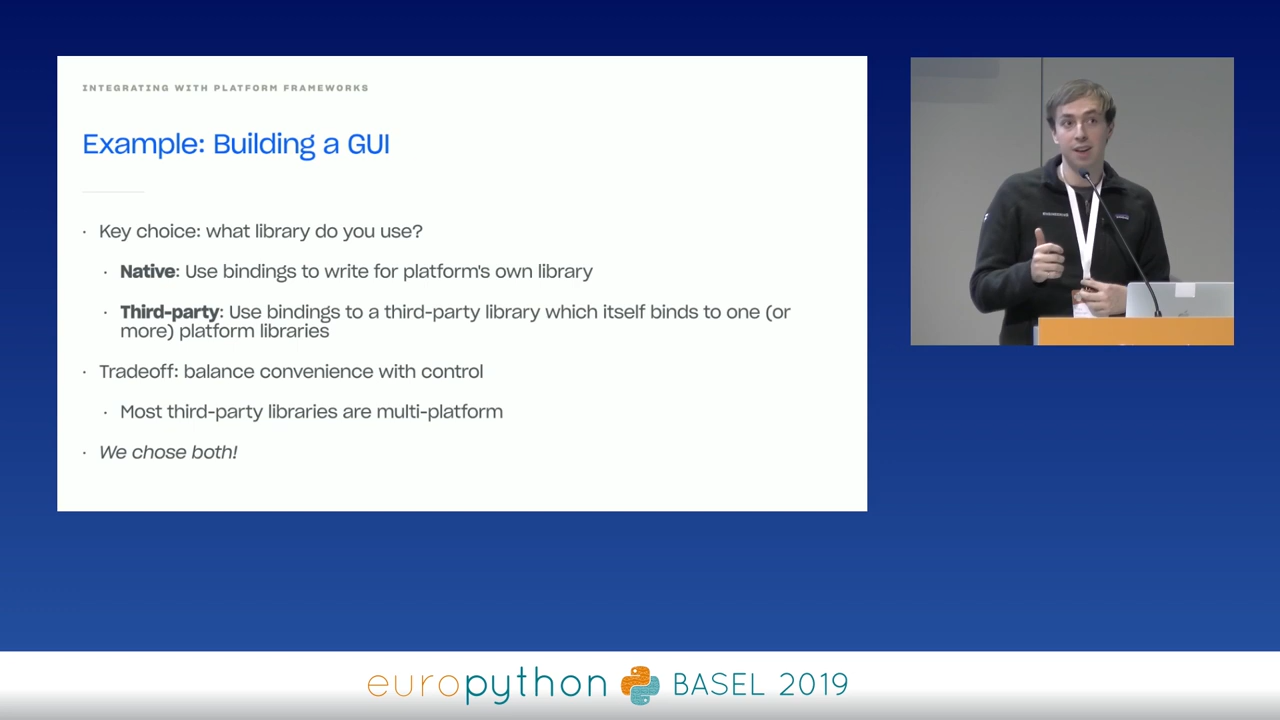 INTEGRATING WITH PLATFORM FRAMEWORKS
Example: Building a GUI
· Key choice: what library do you use?
· Native: Use bindings to write for platform's own library
· Third-party: Use bindings to a third-party library which itself binds to one (or
more) platform libraries
· Tradeoff: balance convenience with control
· Most third-party libraries are multi-platform
· We chose both!
europython BASEL 2019